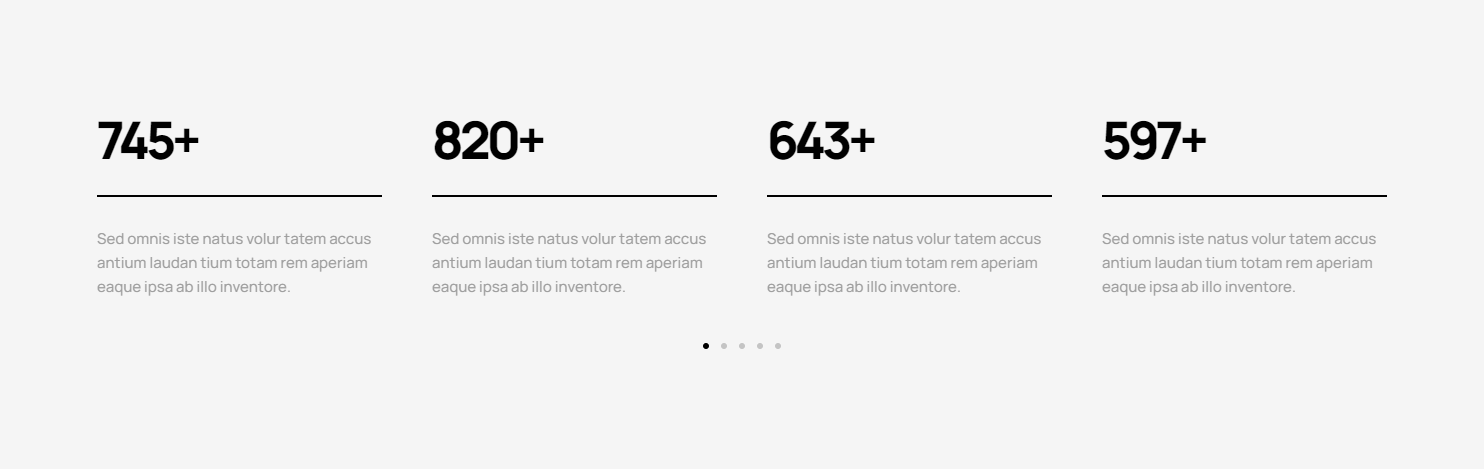 745+
Sed omnis iste natus volur tatem accus
antium laudan tium totam rem aperiam
eaque ipsa ab illo inventore.
820+
Sed omnis iste natus volur tatem accus
antium laudan tium totam rem aperiam
eaque ipsa ab illo inventore.
643+
Sed omnis iste natus volur tatem accus
antium laudan tium totam rem aperiam
eaque ipsa ab illo inventore.
597+
Sed omnis iste natus volur tatem accus
antium laudan tium totam rem aperiam
eaque ipsa ab illo inventore.